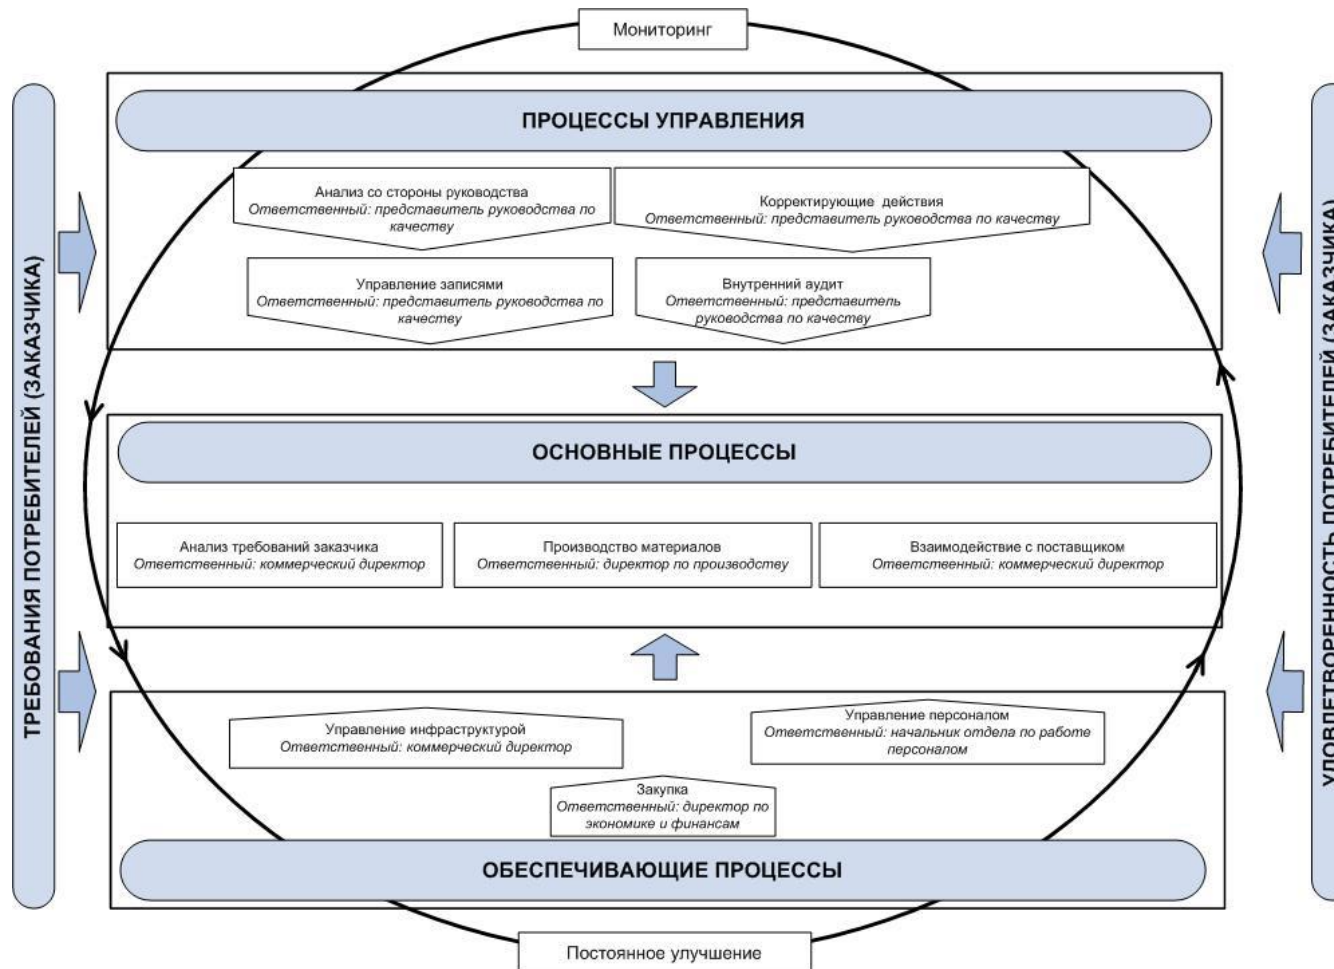 Мониторинг
ТРЕБОВАНИЯ ПОТРЕБИТЕЛЕЙ (ЗАКАЗЧИКА)
ПРОЦЕССЫ УПРАВЛЕНИЯ
Анализ со стороны руководства
Ответственный: представитель руководства по
качеству
Корректирующие действия
Ответственный: представитель руководства по качеству
Управление записями
Ответственный: представитель руководства по
качеству
Внутренний аудит
Ответственный: представитель
руководства по качеству
ОСНОВНЫЕ ПРОЦЕССЫ
Анализ требований заказчика
Ответственный: коммерческий директор
Производство материалов
Ответственный: директор по производству
Взаимодействие с поставщиком
Ответственный: коммерческий директор
Управление инфраструктурой
Ответственный: коммерческий директор
Управление персоналом
Ответственный: начальник отдела по работе
персоналом
Закупка
Ответственный: директор по
экономике и финансам
ОБЕСПЕЧИВАЮЩИЕ ПРОЦЕССЫ
УДОВЛЕТВОРЕННОСТЬ ПОТРЕБИТЕЛЕЙ (ЗАКАЗЧИКА)
Постоянное улучшение